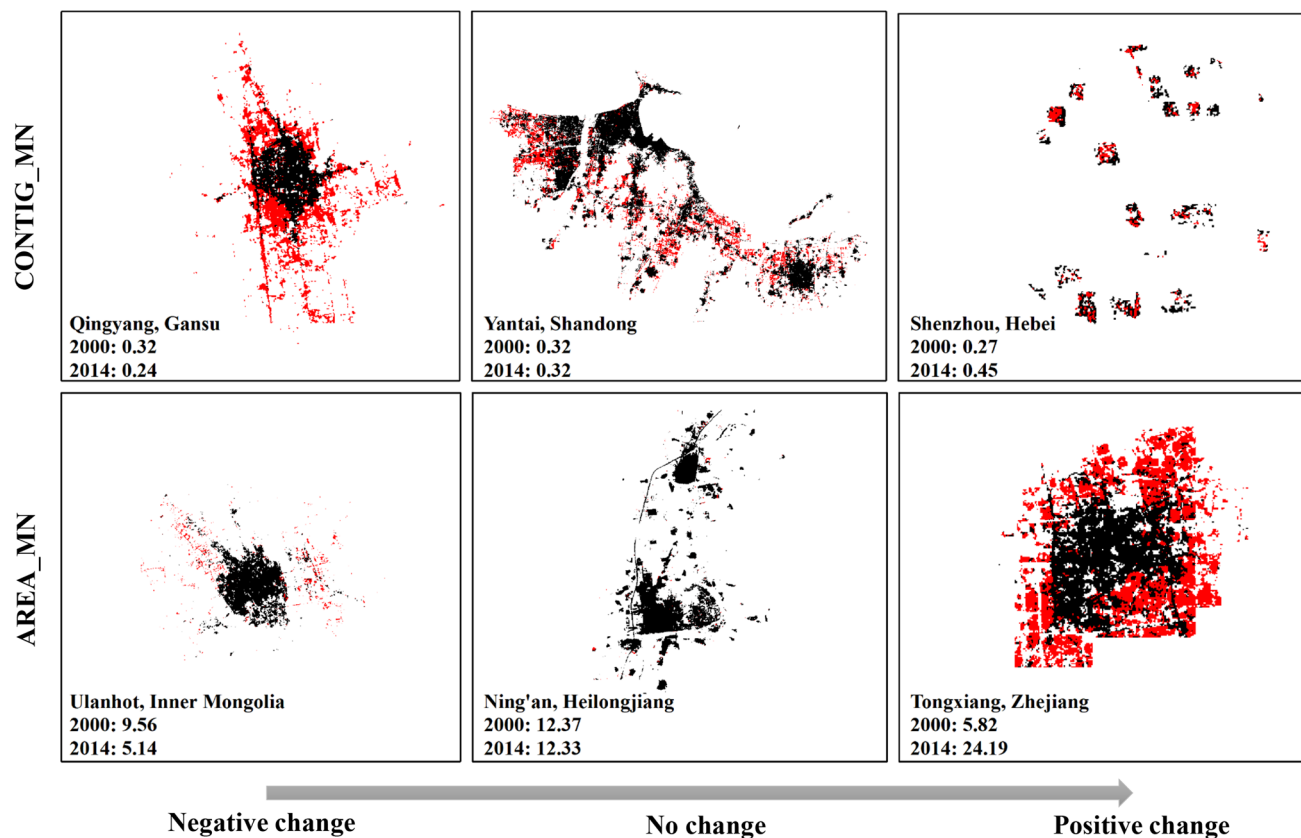 CONTIG_MN
Qingyang, Gansu
2000: 0.32
2014: 0.24
Yantai, Shandong
2000: 0.32
2014: 0.32
Shenzhou, Hebei
2000: 0.27
2014: 0.45
AREA_MN
Ulanhot, Inner Mongolia
2000: 9.56
2014: 5.14
Ning'an, Heilongjiang
2000: 12.37
2014: 12.33
Tongxiang, Zhejiang
2000: 5.82
2014: 24.19
Negative change
No change
Positive change